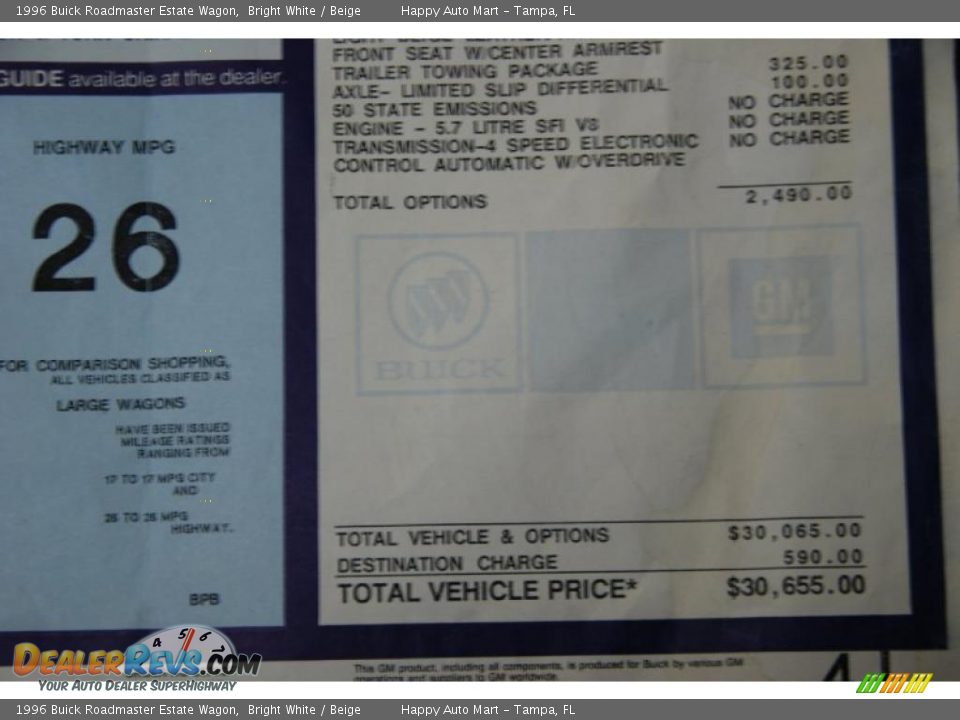 1996 Buick Roadmaster Estate Wagon, Bright White / Beige Happy Auto Mart - Tampa, FL
GUIDE available at the dealer.
HIGHWAY MPG
26
FOR COMPARISON SHOPPING,
ALL VEHICLES CLASSIFIED AS
LARGE WAGONS
HAVE BEEN ISSUED
MILEAGE RATINGS
RANGING FROM
17 TO 17 MPG CITY
AND
26 TO 26 MPG
HIGHWAY.
BPB
FRONT SEAT W/CENTER ARMREST
TRAILER TOWING PACKAGE 325.00
AXLE- LIMITED SLIP DIFFERENTIAL 100.00
50 STATE EMISSIONS NO CHARGE
ENGINE - 5.7 LITRE SFI V8 NO CHARGE
TRANSMISSION-4 SPEED ELECTRONIC NO CHARGE
CONTROL AUTOMATIC W/OVERDRIVE
TOTAL OPTIONS 2,490.00
BUICK
GM
TOTAL VEHICLE & OPTIONS $30,065.00
DESTINATION CHARGE 590.00
TOTAL VEHICLE PRICE* $30,655.00
This GM product, including all components, is produced for Buick by various GM
operations and suppliers to GM worldwide.
DEALERREVS.COM
YOUR AUTO DEALER SUPERHIGHWAY
1996 Buick Roadmaster Estate Wagon, Bright White / Beige Happy Auto Mart - Tampa, FL